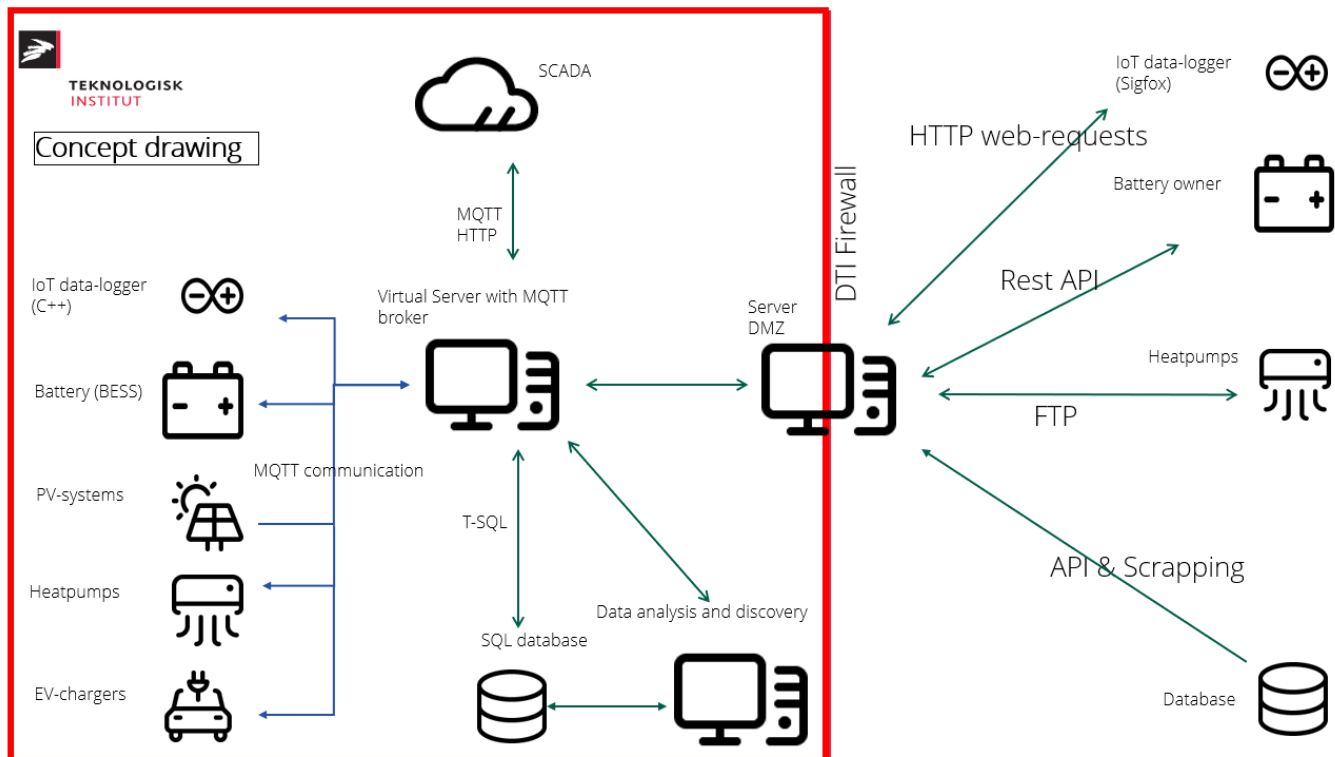 TEKNOLOGISK
INSTITUT
Concept drawing
SCADA
MQTT
HTTP
IoT data-logger
(C++)
Battery (BESS)
PV-systems
Heatpumps
EV-chargers
MQTT communication
Virtual Server with MQTT
broker
T-SQL
SQL database
Data analysis and discovery
Server
DMZ
DTI Firewall
HTTP web-requests
Rest API
FTP
API & Scrapping
IoT data-logger
(Sigfox)
Battery owner
Heatpumps
Database